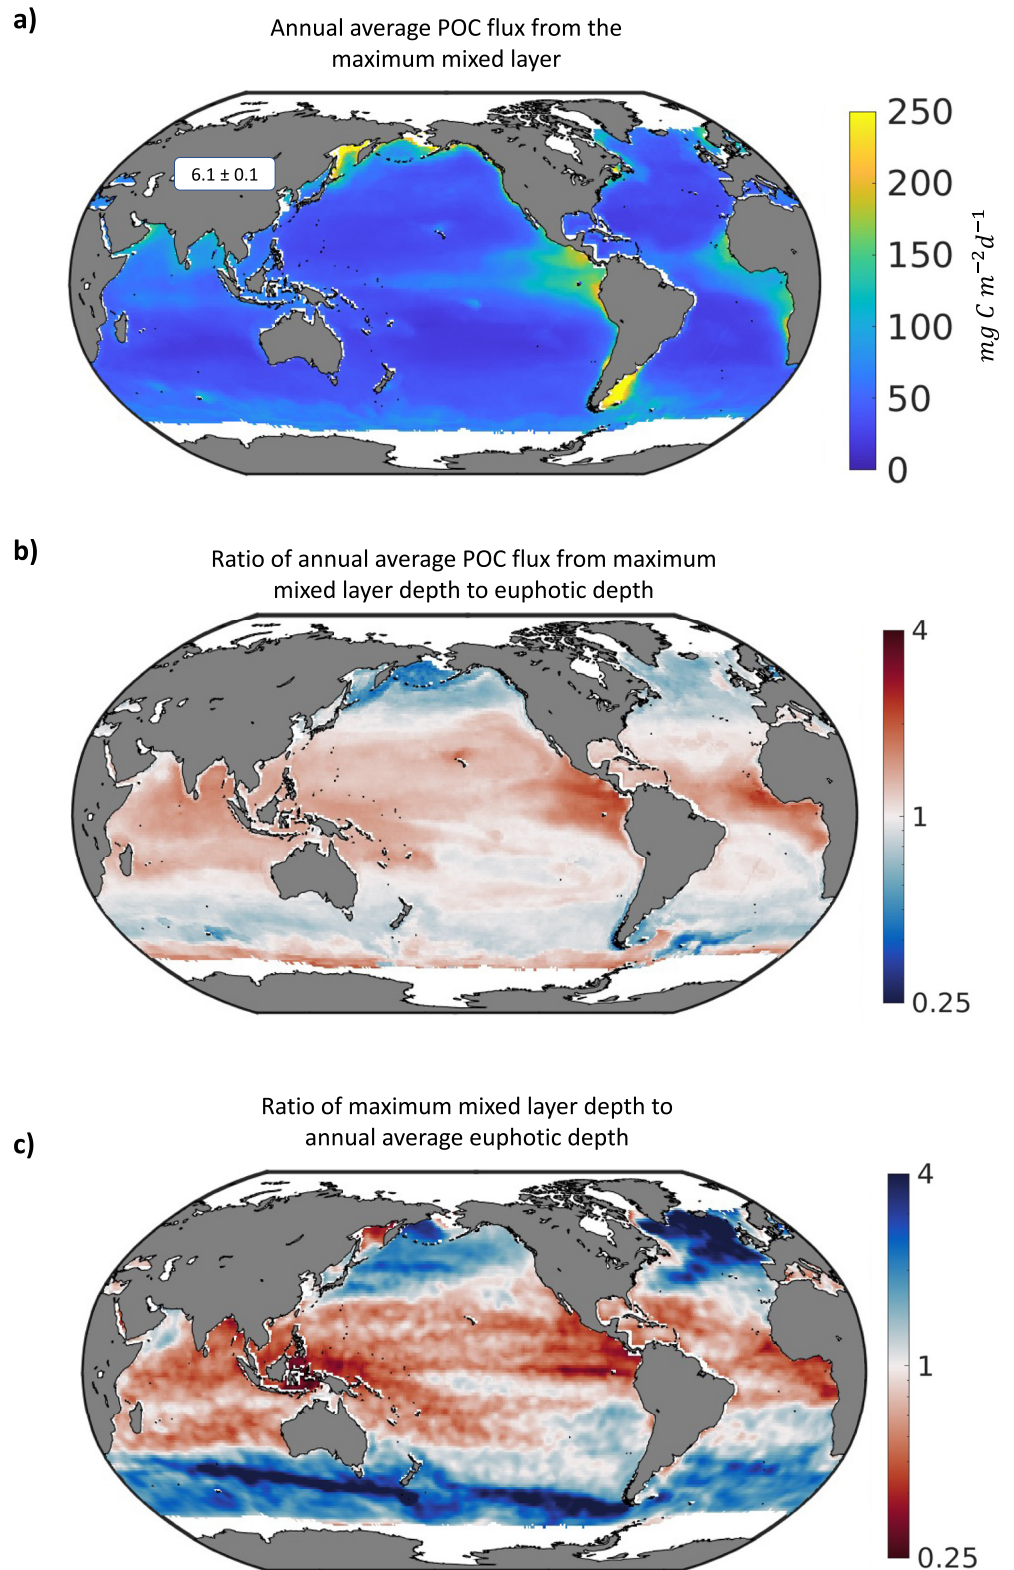 a)
Annual average POC flux from the
maximum mixed layer
6.1 ± 0.1
250
200
150
100
50
0
mg C m⁻²d⁻¹
b)
Ratio of annual average POC flux from maximum
mixed layer depth to euphotic depth
4
1
0.25
Ratio of maximum mixed layer depth to
annual average euphotic depth
c)
4
1
0.25